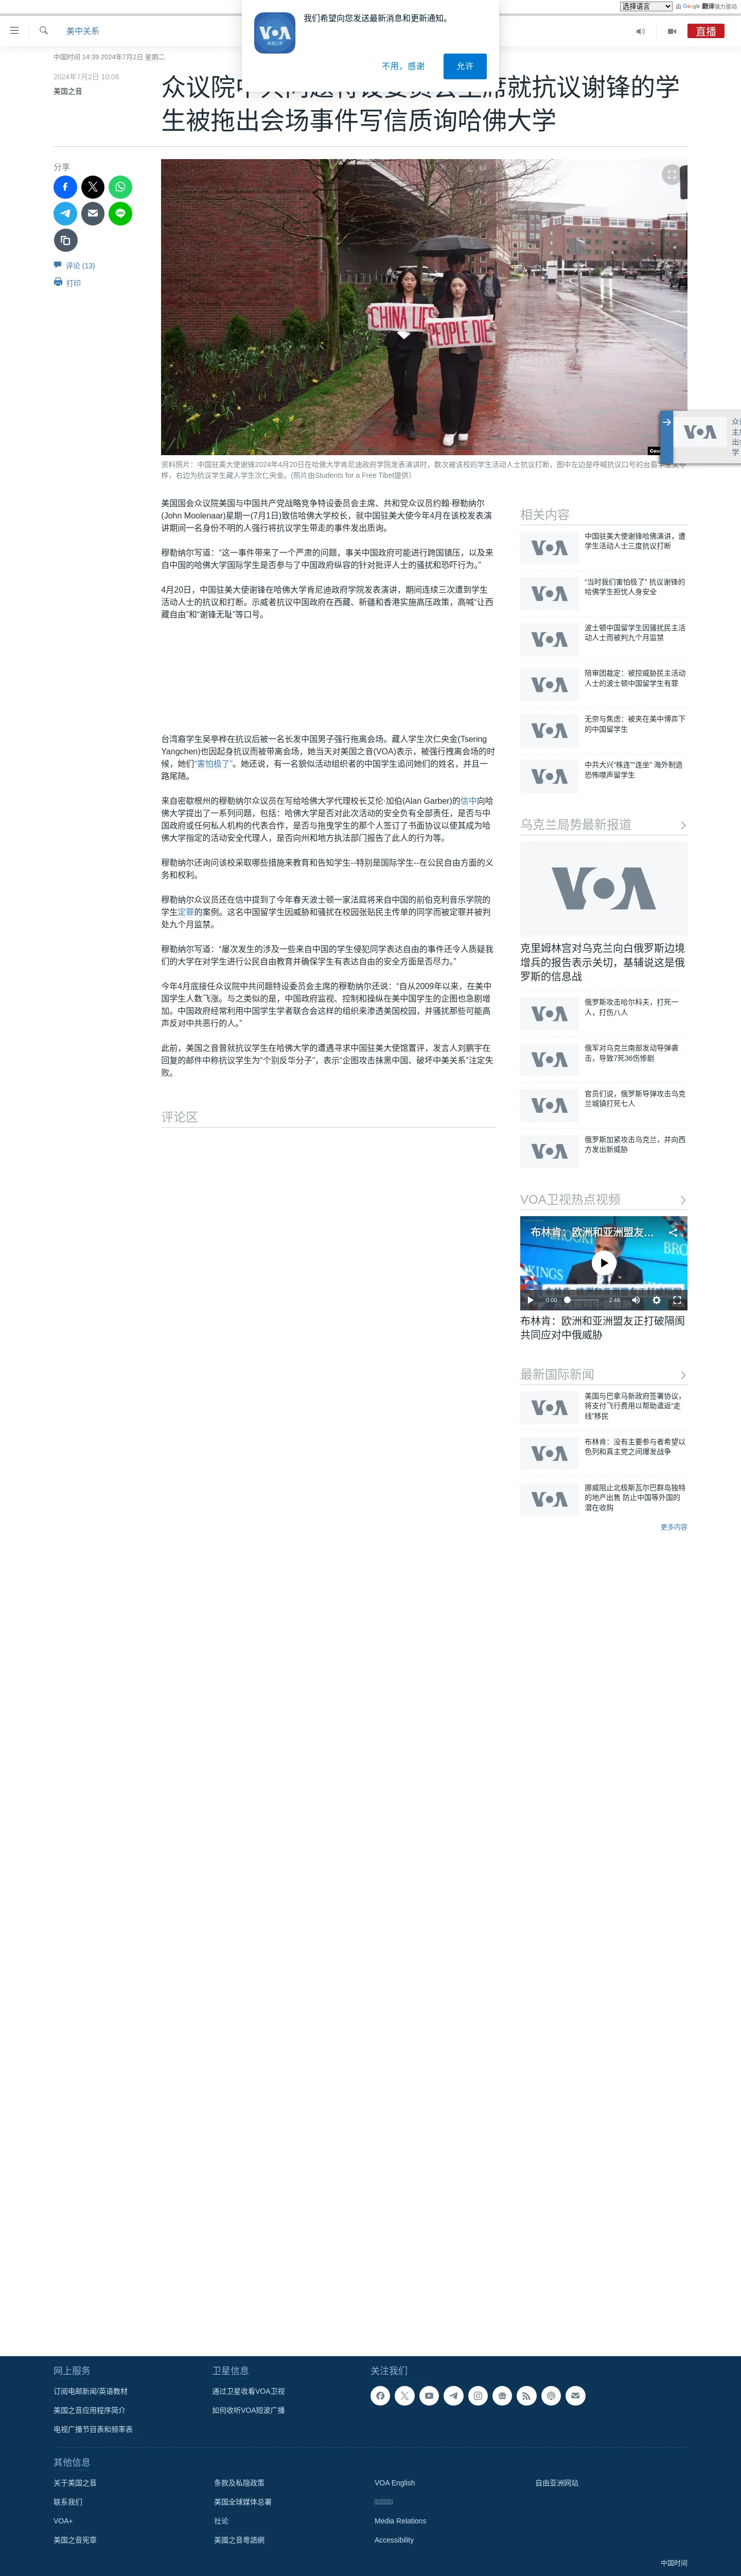 选择语言
由 Google 翻译强力驱动
我们希望向您发送最新消息和更新通知。
VOA
不用，感谢
允许
美中关系
直播
中国时间 14:39 2024年7月2日 星期二
2024年7月2日 10:08
美国之音
众议院中共问题特设委员会主席就抗议谢锋的学
生被拖出会场事件写信质询哈佛大学
分享
评论 (13)
打印
CHINA LIES
PEOPLE DIE
资料照片：中国驻美大使谢锋2024年4月20日在哈佛大学肯尼迪政府学院发表演讲时，数次被该校的学生活动人士抗议打断，图中左边是呼喊抗议口号的台裔学生吴亭
桦，右边为抗议学生藏人学生次仁央金。(照片由Students for a Free Tibet提供）
VOA
美国国会众议院美国与中国共产党战略竞争特设委员会主席、共和党众议员约翰·穆勒纳尔
(John Moolenaar)星期一(7月1日)致信哈佛大学校长，就中国驻美大使今年4月在该校发表演
讲期间一名身份不明的人强行将抗议学生带走的事件发出质询。
穆勒纳尔写道：“这一事件带来了一个严肃的问题，事关中国政府可能进行跨国镇压，以及来
自中国的哈佛大学国际学生是否参与了中国政府纵容的针对批评人士的骚扰和恐吓行为。”
4月20日，中国驻美大使谢锋在哈佛大学肯尼迪政府学院发表演讲，期间连续三次遭到学生
活动人士的抗议和打断。示威者抗议中国政府在西藏、新疆和香港实施高压政策，高喊“让西
藏自由”和“谢锋无耻”等口号。
台湾裔学生吴亭桦在抗议后被一名长发中国男子强行拖离会场。藏人学生次仁央金(Tsering
Yangchen)也因起身抗议而被带离会场，她当天对美国之音(VOA)表示，被强行拽离会场的时
候，她们“害怕极了”。她还说，有一名貌似活动组织者的中国学生追问她们的姓名，并且一
路尾随。
来自密歇根州的穆勒纳尔众议员在写给哈佛大学代理校长艾伦·加伯(Alan Garber)的信中向哈
佛大学提出了一系列问题，包括：哈佛大学是否对此次活动的安全负有全部责任，是否与中
国政府或任何私人机构的代表合作，是否与拖曳学生的那个人签订了书面协议以使其成为哈
佛大学指定的活动安全代理人，是否向州和地方执法部门报告了此人的行为等。
穆勒纳尔还询问该校采取哪些措施来教育和告知学生--特别是国际学生--在公民自由方面的义
务和权利。
穆勒纳尔众议员还在信中提到了今年春天波士顿一家法庭将来自中国的前伯克利音乐学院的
学生定罪的案例。这名中国留学生因威胁和骚扰在校园张贴民主传单的同学而被定罪并被判
处九个月监禁。
穆勒纳尔写道：“屡次发生的涉及一些来自中国的学生侵犯同学表达自由的事件还令人质疑我
们的大学在对学生进行公民自由教育并确保学生有表达自由的安全方面是否尽力。”
今年4月底接任众议院中共问题特设委员会主席的穆勒纳尔还说：“自从2009年以来，在美中
国学生人数飞涨。与之类似的是，中国政府监视、控制和操纵在美中国学生的企图也急剧增
加。中国政府经常利用中国学生学者联合会这样的组织来渗透美国校园，并骚扰那些可能高
声反对中共恶行的人。”
此前，美国之音曾就抗议学生在哈佛大学的遭遇寻求中国驻美大使馆置评，发言人刘鹏宇在
回复的邮件中称抗议学生为“个别反华分子”，表示“企图攻击抹黑中国、破坏中美关系”注定失
败。
评论区
相关内容
VOA
中国驻美大使谢锋哈佛演讲，遭
学生活动人士三度抗议打断
VOA
“当时我们害怕极了” 抗议谢锋的
哈佛学生担忧人身安全
VOA
波士顿中国留学生因骚扰民主活
动人士而被判九个月监禁
VOA
陪审团裁定：被控威胁民主活动
人士的波士顿中国留学生有罪
VOA
无奈与焦虑：被夹在美中博弈下
的中国留学生
VOA
中共大兴“株连”“连坐” 海外制造
恐怖噤声留学生
VOA
乌克兰局势最新报道
VOA
克里姆林宫对乌克兰向白俄罗斯边境
增兵的报告表示关切，基辅说这是俄
罗斯的信息战
俄罗斯攻击哈尔科夫，打死一
人，打伤八人
VOA
俄军对乌克兰南部发动导弹袭
击，导致7死36伤惨剧
VOA
官员们说，俄罗斯导弹攻击乌克
兰城镇打死七人
VOA
俄罗斯加紧攻击乌克兰，并向西
方发出新威胁
VOA
VOA卫视热点视频
布林肯：欧洲和亚洲盟友...
0:00
2:48
布林肯：欧洲和亚洲盟友正打破隔阂
共同应对中俄威胁
最新国际新闻
美国与巴拿马新政府签署协议，
将支付飞行费用以帮助遣返“走
线”移民
VOA
布林肯：没有主要参与者希望以
色列和真主党之间爆发战争
VOA
挪威阻止北极斯瓦尔巴群岛独特
的地产出售 防止中国等外国的
潜在收购
VOA
更多内容
网上服务
订阅电邮新闻/英语教材
美国之音应用程序简介
电视广播节目表和频率表
卫星信息
通过卫星收看VOA卫视
如何收听VOA短波广播
关注我们
其他信息
关于美国之音
条款及私隐政策
VOA English
自由亚洲网站
联系我们
美国全球媒体总署
VOA+
社论
Media Relations
美国之音宪章
美國之音粵語網
Accessibility
中国时间